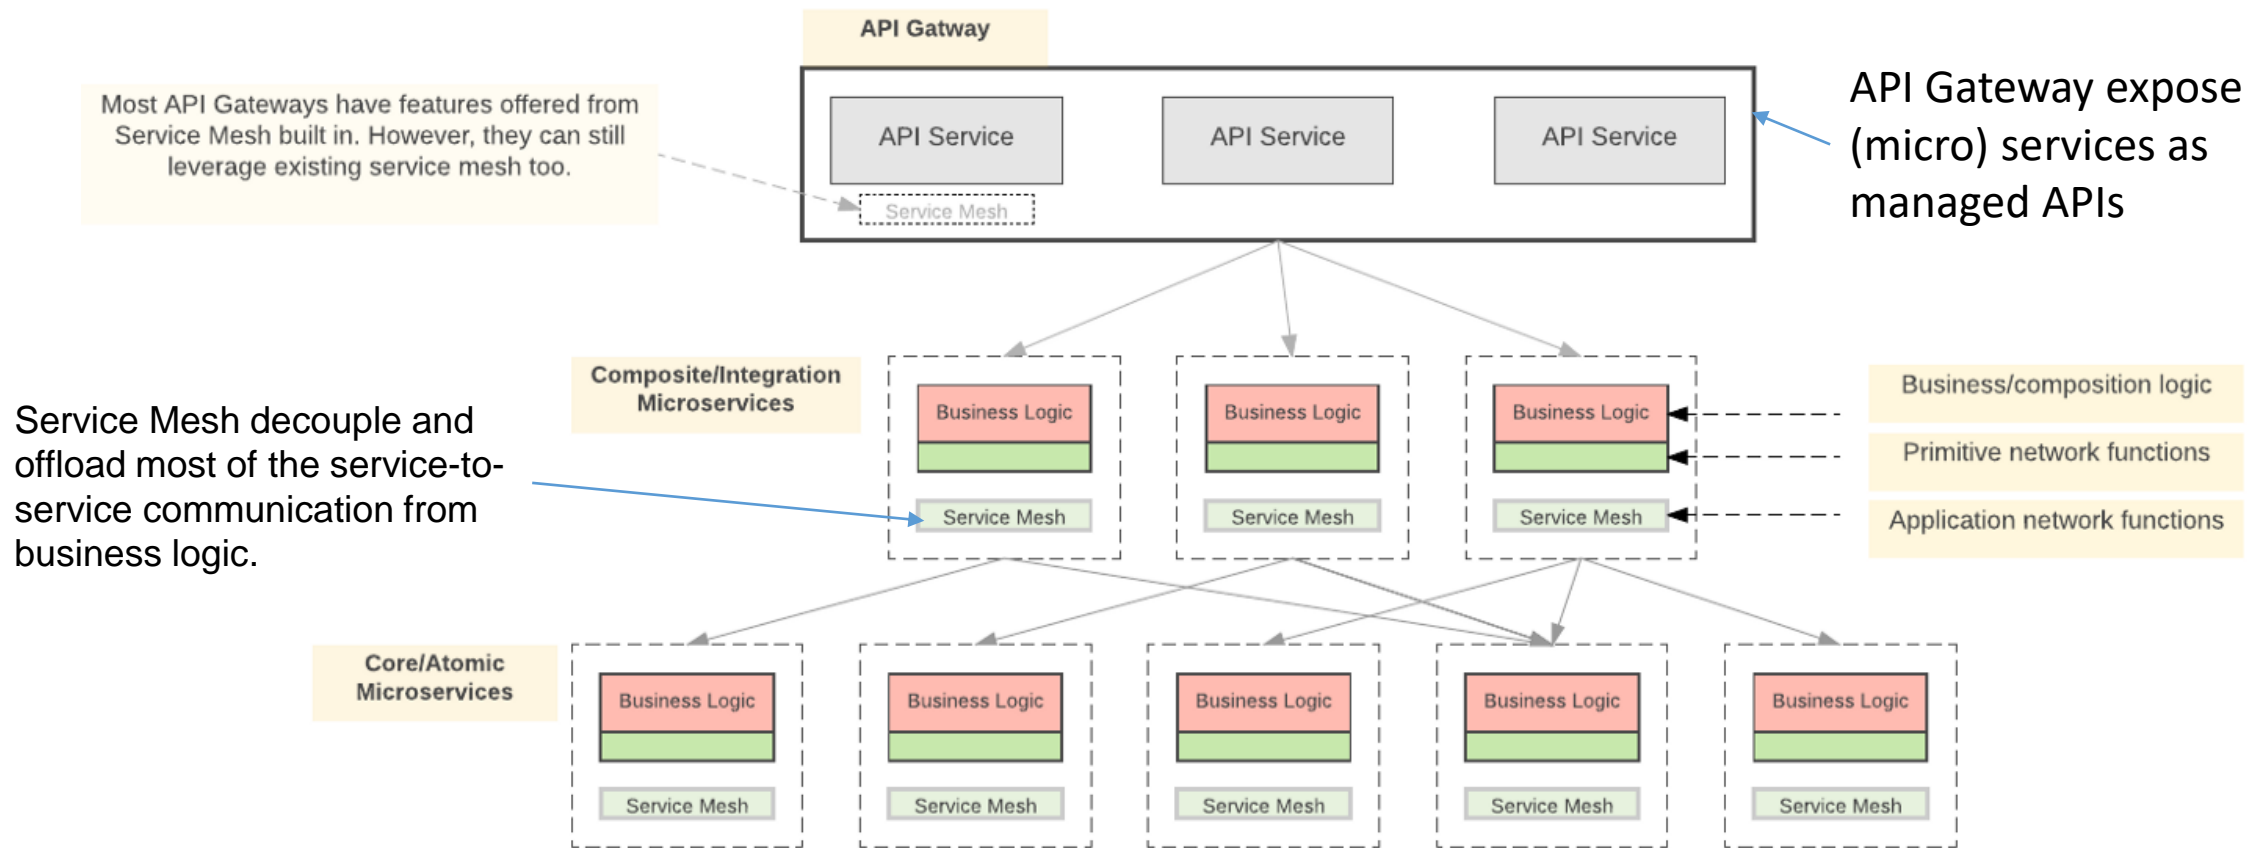 API Gatway
Most API Gateways have features offered from
Service Mesh built in. However, they can still
leverage existing service mesh too.
API Service
API Service
API Service
Service Mesh
API Gateway expose
(micro) services as
managed APIs
Composite/Integration
Microservices
Service Mesh decouple and
offload most of the service-to-
service communication from
business logic.
Business Logic
Business Logic
Business Logic
Service Mesh
Service Mesh
Service Mesh
Business/composition logic
Primitive network functions
Application network functions
Core/Atomic
Microservices
Business Logic
Business Logic
Business Logic
Business Logic
Business Logic
Service Mesh
Service Mesh
Service Mesh
Service Mesh
Service Mesh